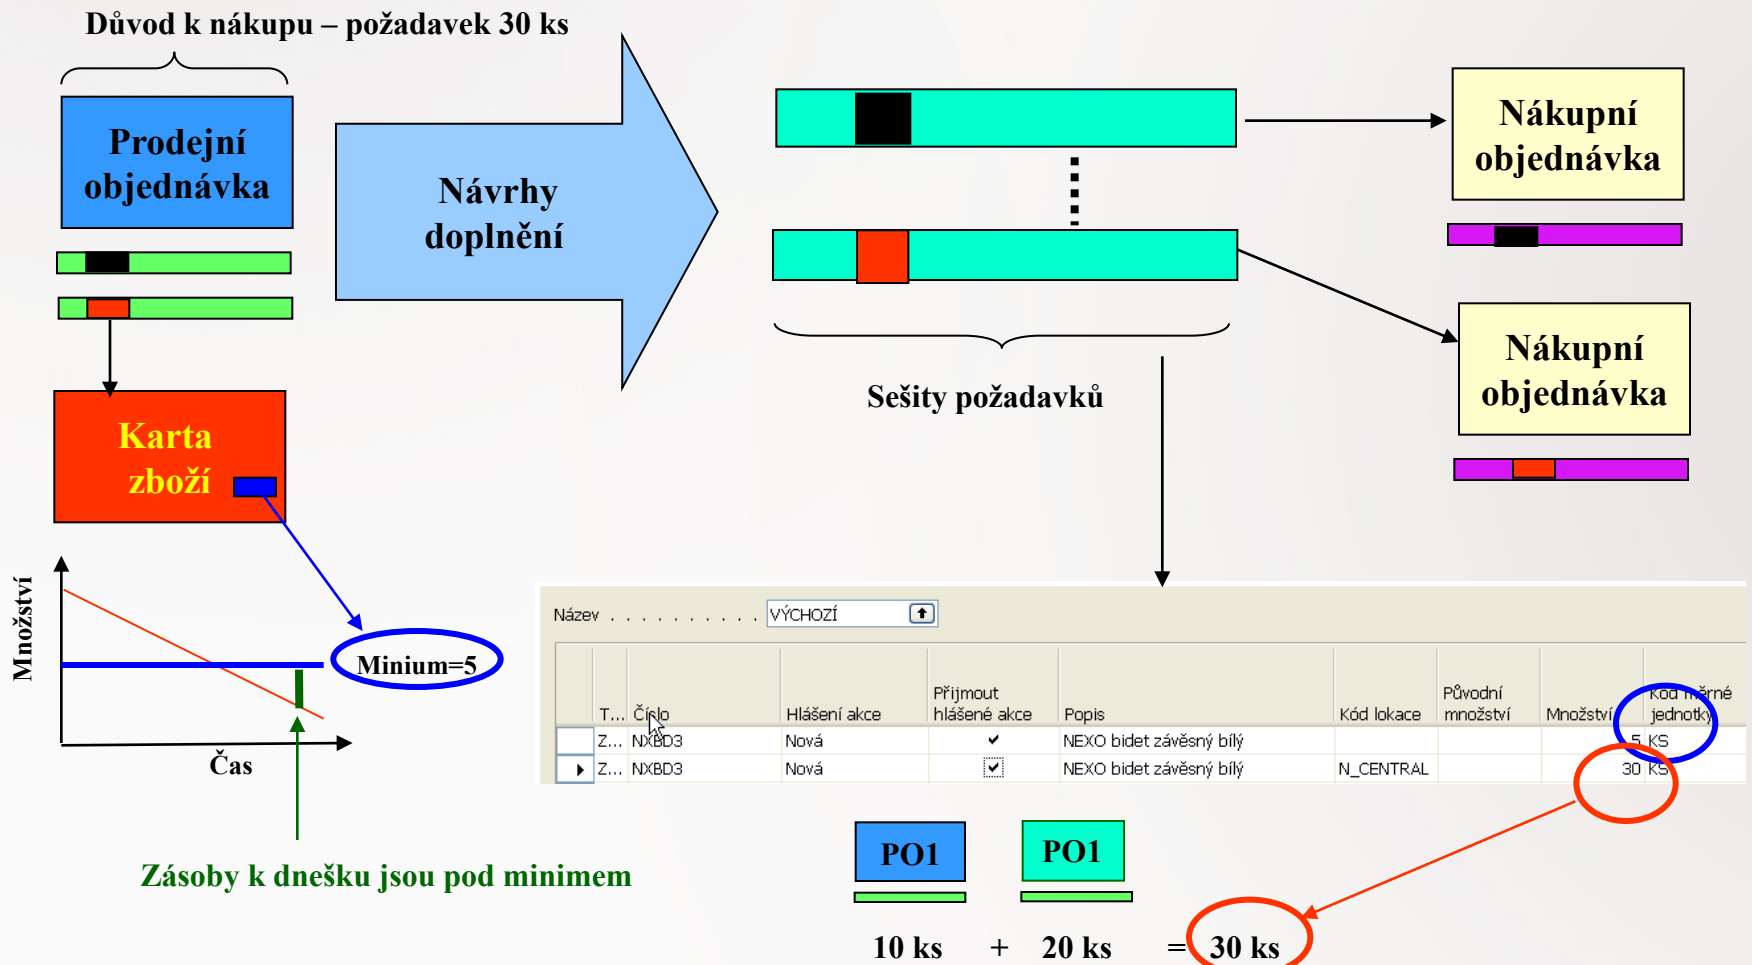 Důvod k nákupu – požadavek 30 ks
Prodejní
objednávka
Návrhy
doplnění
Nákupní
objednávka
Nákupní
objednávka
Sešity požadavků
Karta
zboží
Množství
Minium=5
Čas
Zásoby k dnešku jsou pod minimem
Název . . . . . . . . . . VÝCHOZÍ
T... Číslo Hlášení akce Přijmout hlášené akce Popis Kód lokace Původní množství Množství Kód měrné jednotky
Z... NXBD3 Nová NEXO bidet závěsný bílý 5 KS
Z... NXBD3 Nová NEXO bidet závěsný bílý N_CENTRAL 30 KS
PO1 PO1
10 ks + 20 ks = 30 ks